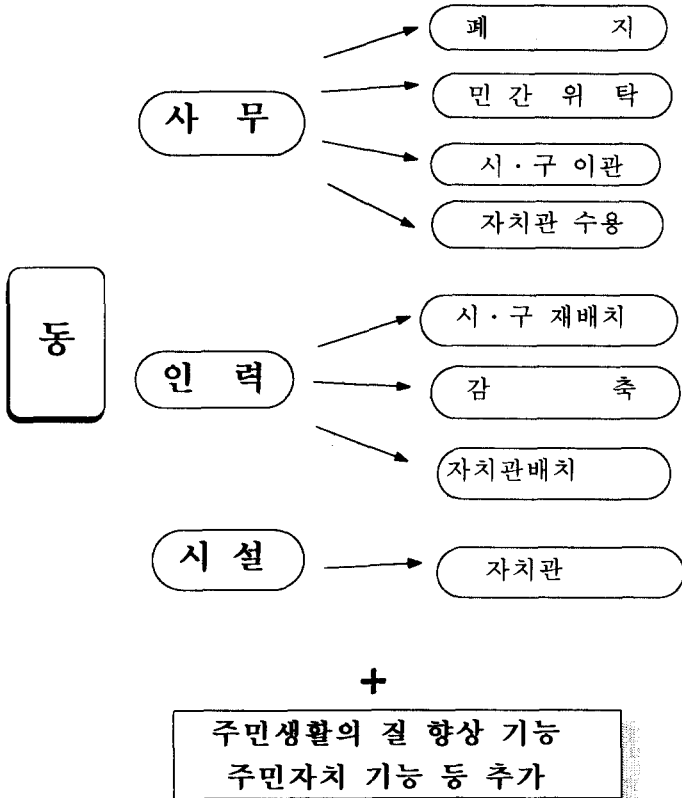 폐 지
사 무
민 간 위 탁
시·구 이관
자치관 수용
동
시·구 재배치
인 력
감 축
자치관배치
시 설
자치관
+
주민생활의 질 향상 기능
주민자치 기능 등 추가